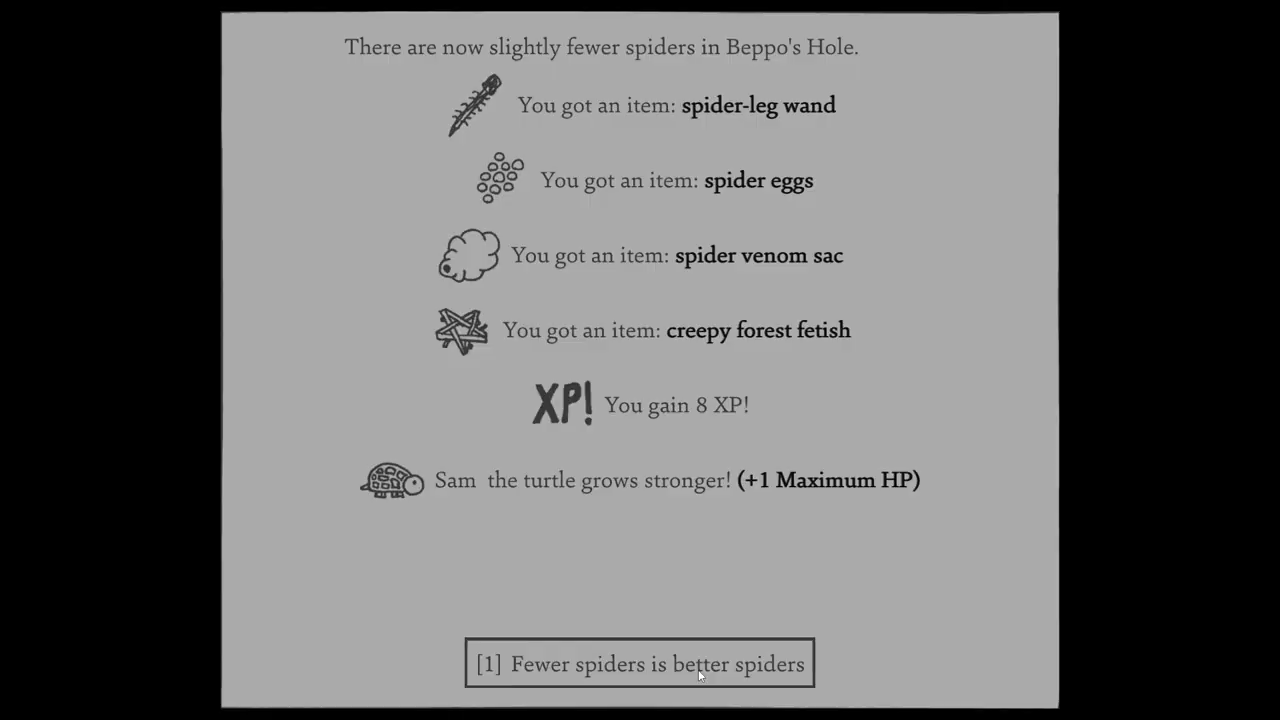 There are now slightly fewer spiders in Beppo's Hole.
You got an item: spider-leg wand
You got an item: spider eggs
You got an item: spider venom sac
You got an item: creepy forest fetish
XP! You gain 8 XP!
Sam the turtle grows stronger! (+1 Maximum HP)
[1] Fewer spiders is better spiders